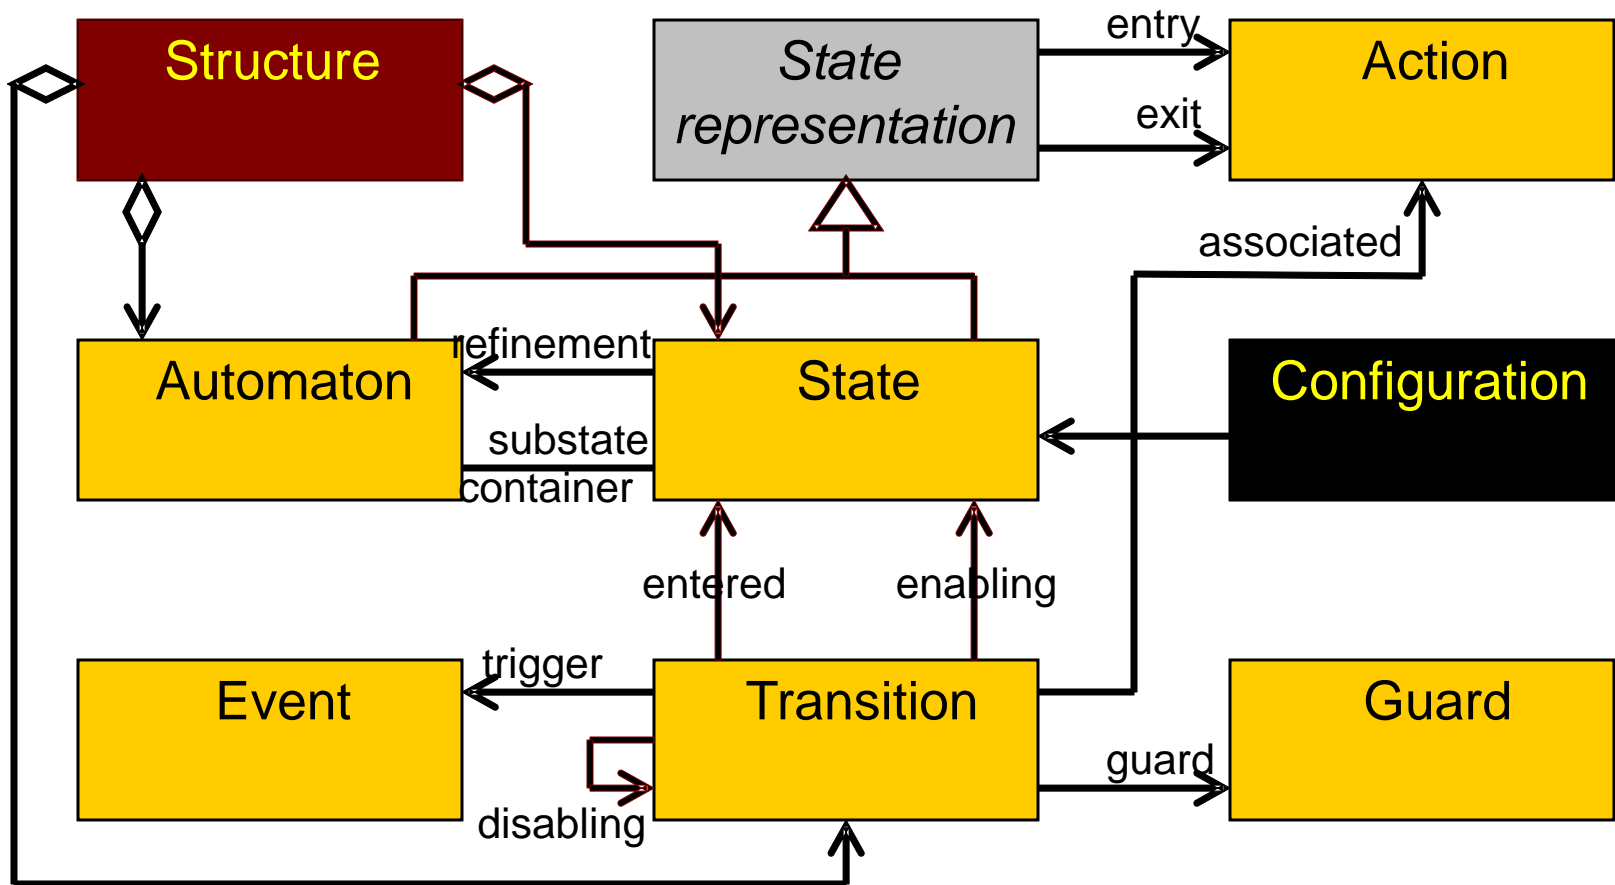 Structure
State
representation
entry
exit
Action
associated
Automaton
refinement
substate
container
State
Configuration
entered
enabling
Event
trigger
disabling
Transition
guard
Guard